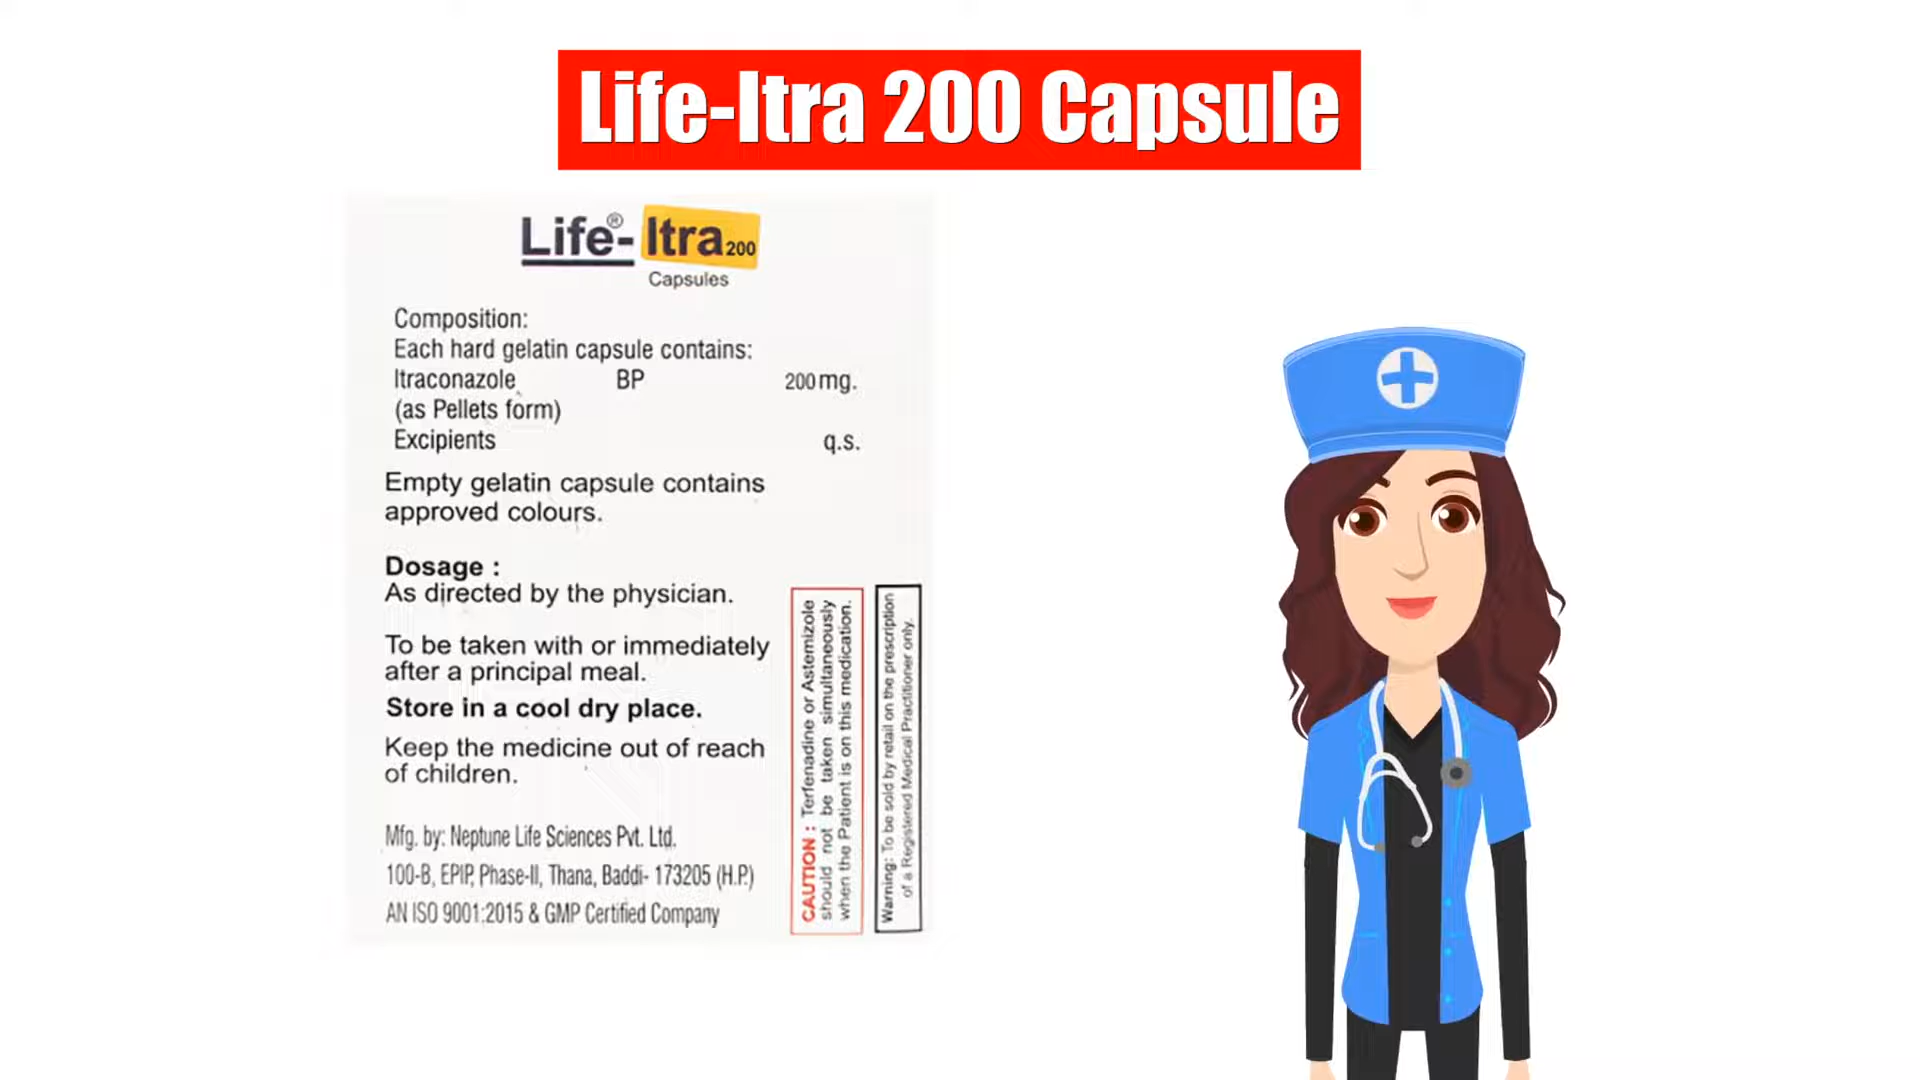 Life-Itra 200 Capsule
Life®-Itra 200
Capsules
Composition:
Each hard gelatin capsule contains:
Itraconazole BP 200 mg.
(as Pellets form)
Excipients q.s.
Empty gelatin capsule contains
approved colours.
Dosage :
As directed by the physician.
To be taken with or immediately
after a principal meal.
Store in a cool dry place.
Keep the medicine out of reach
of children.
Mfg. by: Neptune Life Sciences Pvt. Ltd.
100-B, EPIP, Phase-II, Thana, Baddi- 173205 (H.P.)
AN ISO 9001:2015 & GMP Certified Company
CAUTION : Terfenadine or Astemizole
should not be taken simultaneously
when the Patient is on this medication.
Warning: To be sold by retail on the prescription
of a Registered Medical Practitioner only.